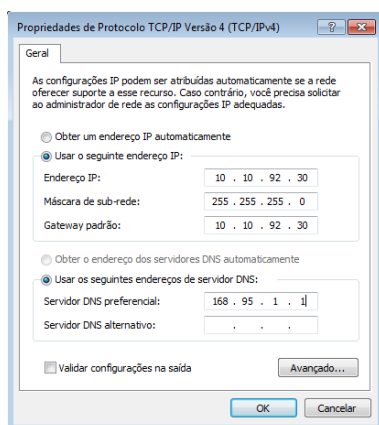 Propriedades de Protocolo TCP/IP Versão 4 (TCP/IPv4)
Geral
As configurações IP podem ser atribuídas automaticamente se a rede
oferecer suporte a esse recurso. Caso contrário, você precisa solicitar
ao administrador de rede as configurações IP adequadas.
Obter um endereço IP automaticamente
Usar o seguinte endereço IP:
Endereço IP: 10 . 10 . 92 . 30
Máscara de sub-rede: 255 . 255 . 255 . 0
Gateway padrão: 10 . 10 . 92 . 30
Obter o endereço dos servidores DNS automaticamente
Usar os seguintes endereços de servidor DNS:
Servidor DNS preferencial: 168 . 95 . 1 . 1
Servidor DNS alternativo: . . .
Validar configurações na saída
Avançado...
OK Cancelar